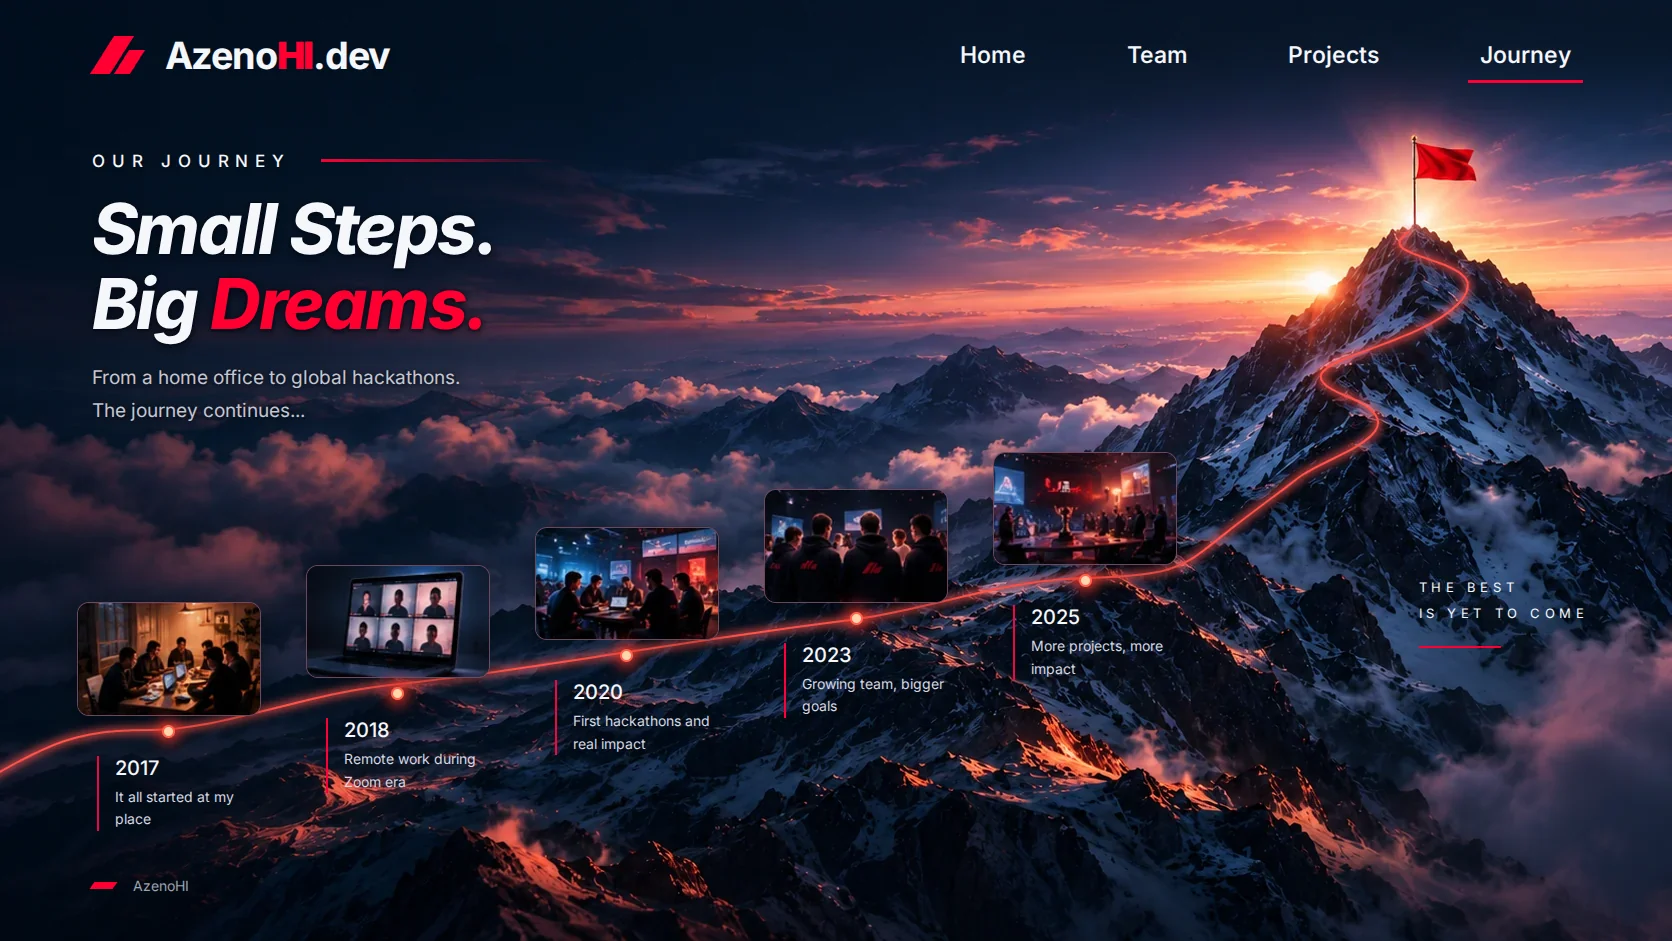 AzenoHI.dev
Home
Team
Projects
Journey
OUR JOURNEY
Small Steps.
Big Dreams.
From a home office to global hackathons.
The journey continues...
2017
It all started at my
place
2018
Remote work during
Zoom era
2020
First hackathons and
real impact
2023
Growing team, bigger
goals
2025
More projects, more
impact
THE BEST
IS YET TO COME
AzenoHI